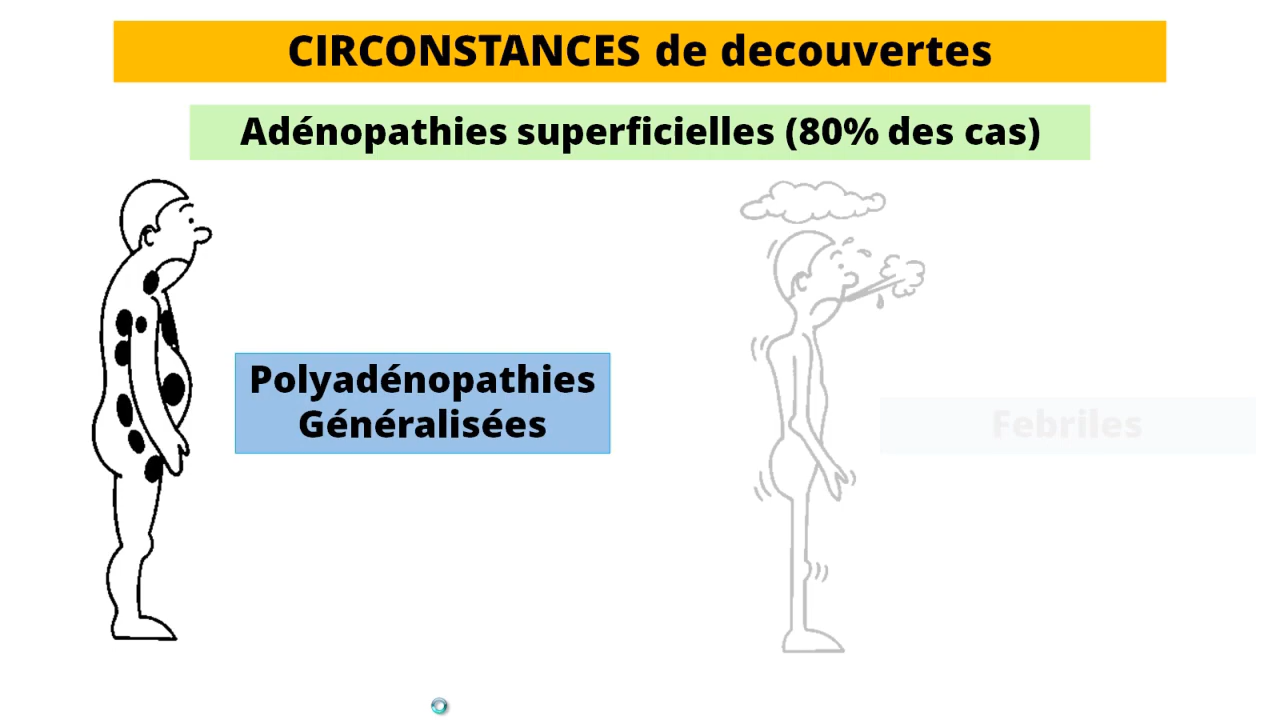 CIRCONSTANCES de decouvertes
Adénopathies superficielles (80% des cas)
Polyadénopathies
Généralisées
Febriles